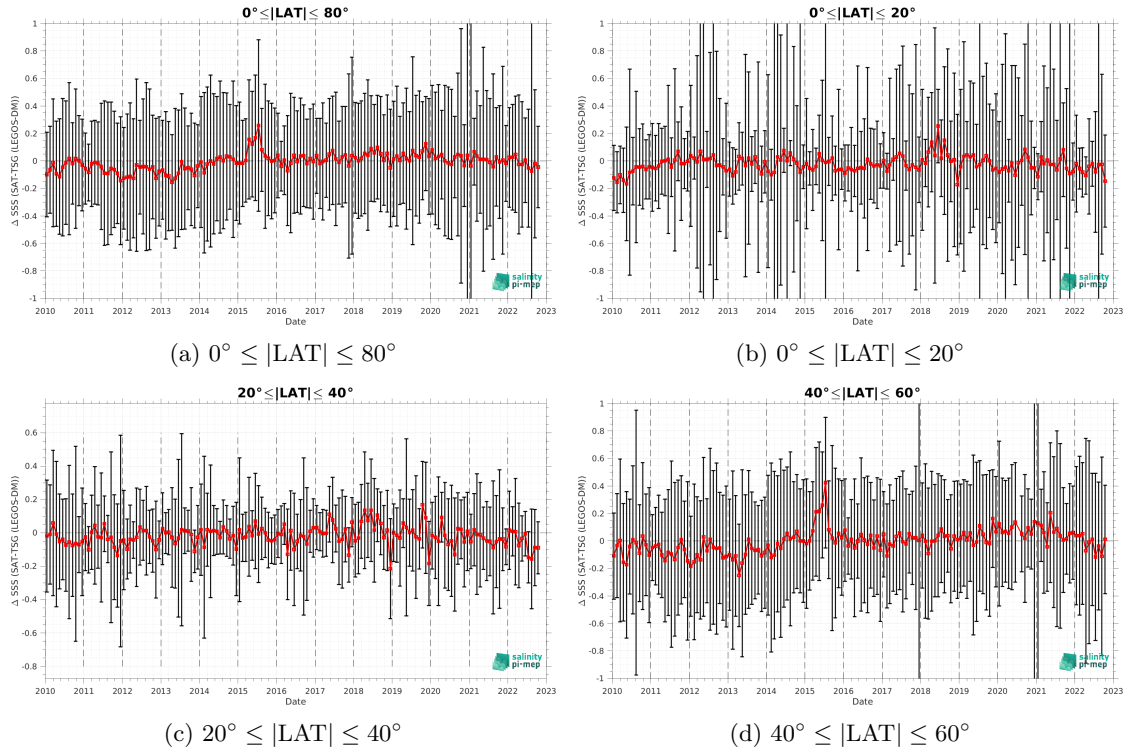 0°≤|LAT|≤ 80°
Δ SSS (SAT-TSG (LEGOS-DM))
1
0.8
0.6
0.4
0.2
0
-0.2
-0.4
-0.6
-0.8
-1
2010 2011 2012 2013 2014 2015 2016 2017 2018 2019 2020 2021 2022 2023
Date
salinity
pi-mep
(a) 0° ≤ |LAT| ≤ 80°
0°≤|LAT|≤ 20°
Δ SSS (SAT-TSG (LEGOS-DM))
1
0.8
0.6
0.4
0.2
0
-0.2
-0.4
-0.6
-0.8
-1
2010 2011 2012 2013 2014 2015 2016 2017 2018 2019 2020 2021 2022 2023
Date
salinity
pi-mep
(b) 0° ≤ |LAT| ≤ 20°
20°≤|LAT|≤ 40°
Δ SSS (SAT-TSG (LEGOS-DM))
0.6
0.4
0.2
0
-0.2
-0.4
-0.6
-0.8
2010 2011 2012 2013 2014 2015 2016 2017 2018 2019 2020 2021 2022 2023
Date
salinity
pi-mep
(c) 20° ≤ |LAT| ≤ 40°
40°≤|LAT|≤ 60°
Δ SSS (SAT-TSG (LEGOS-DM))
1
0.8
0.6
0.4
0.2
0
-0.2
-0.4
-0.6
-0.8
-1
2010 2011 2012 2013 2014 2015 2016 2017 2018 2019 2020 2021 2022 2023
Date
salinity
pi-mep
(d) 40° ≤ |LAT| ≤ 60°